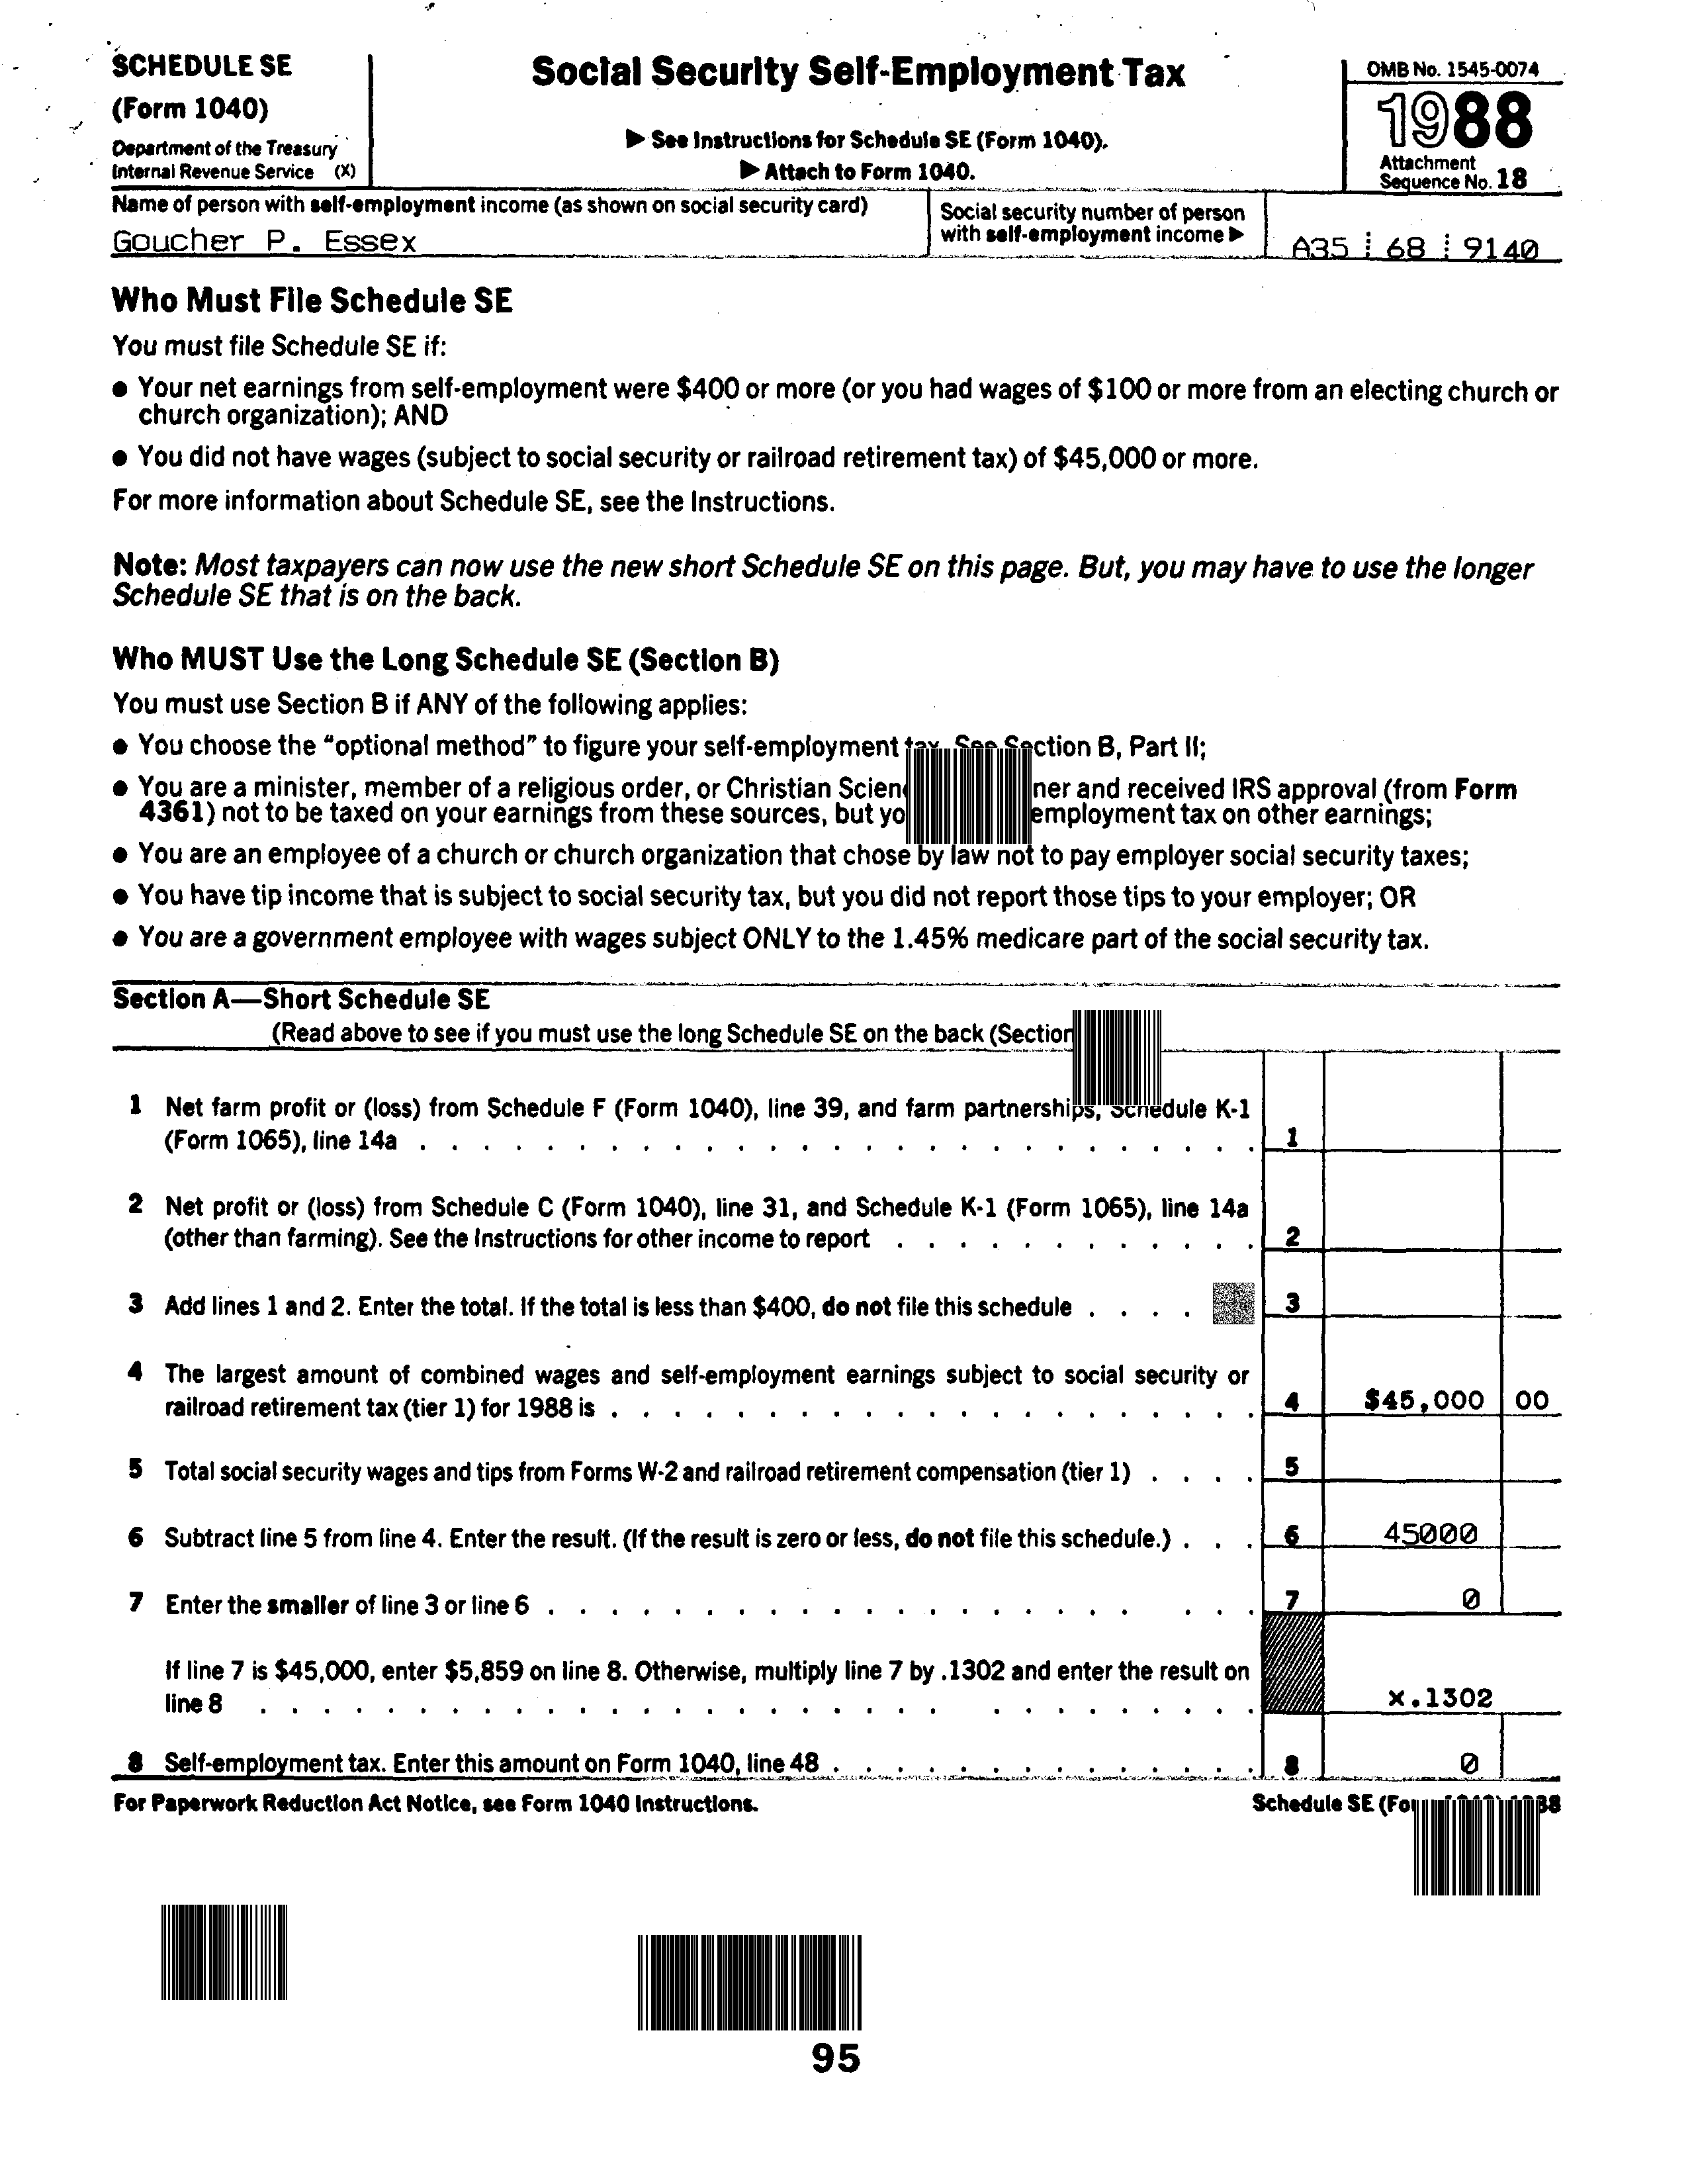 SCHEDULE SE
(Form 1040)
Department of the Treasury
Internal Revenue Service (X)
Social Security Self-Employment Tax
▶ See Instructions for Schedule SE (Form 1040).
▶ Attach to Form 1040.
OMB No. 1545-0074
1988
Attachment
Sequence No. 18
Name of person with self-employment income (as shown on social security card)
Goucher P. Essex
Social security number of person
with self-employment income ▶
A35 68 9140
Who Must File Schedule SE
You must file Schedule SE if:
● Your net earnings from self-employment were $400 or more (or you had wages of $100 or more from an electing church or
church organization); AND
● You did not have wages (subject to social security or railroad retirement tax) of $45,000 or more.
For more information about Schedule SE, see the Instructions.
Note: Most taxpayers can now use the new short Schedule SE on this page. But, you may have to use the longer
Schedule SE that is on the back.
Who MUST Use the Long Schedule SE (Section B)
You must use Section B if ANY of the following applies:
● You choose the "optional method" to figure your self-employment tax. See Section B, Part II;
● You are a minister, member of a religious order, or Christian and received IRS approval (from Form
4361) not to be taxed on your earnings from these sources, but employment tax on other earnings;
● You are an employee of a church or church organization that chose by law not to pay employer social security taxes;
● You have tip income that is subject to social security tax, but you did not report those tips to your employer; OR
● You are a government employee with wages subject ONLY to the 1.45% medicare part of the social security tax.
Section A—Short Schedule SE
(Read above to see if you must use the long Schedule SE on the back (Section
1 Net farm profit or (loss) from Schedule F (Form 1040), line 39, and farm partnerships, Schedule K-1
(Form 1065), line 14a . . . . . . . . . . . . . . . . . . . . . . . . . . . 1
2 Net profit or (loss) from Schedule C (Form 1040), line 31, and Schedule K-1 (Form 1065), line 14a
(other than farming). See the Instructions for other income to report . . . . . . . . . . . . 2
3 Add lines 1 and 2. Enter the total. If the total is less than $400, do not file this schedule . . . . 3
4 The largest amount of combined wages and self-employment earnings subject to social security or
railroad retirement tax (tier 1) for 1988 is . . . . . . . . . . . . . . . . . . . . . 4 $45,000 00
5 Total social security wages and tips from Forms W-2 and railroad retirement compensation (tier 1) . . . . 5
6 Subtract line 5 from line 4. Enter the result. (If the result is zero or less, do not file this schedule.) . . . 6 45000
7 Enter the smaller of line 3 or line 6 . . . . . . . . . . . . . . . . . . . . . . 7 0
If line 7 is $45,000, enter $5,859 on line 8. Otherwise, multiply line 7 by .1302 and enter the result on
line 8 . . . . . . . . . . . . . . . . . . . . . . . . . . . . . . x.1302
8 Self-employment tax. Enter this amount on Form 1040, line 48 . . . . . . . . . . . . . . 8 0
For Paperwork Reduction Act Notice, see Form 1040 Instructions.
Schedule SE
95